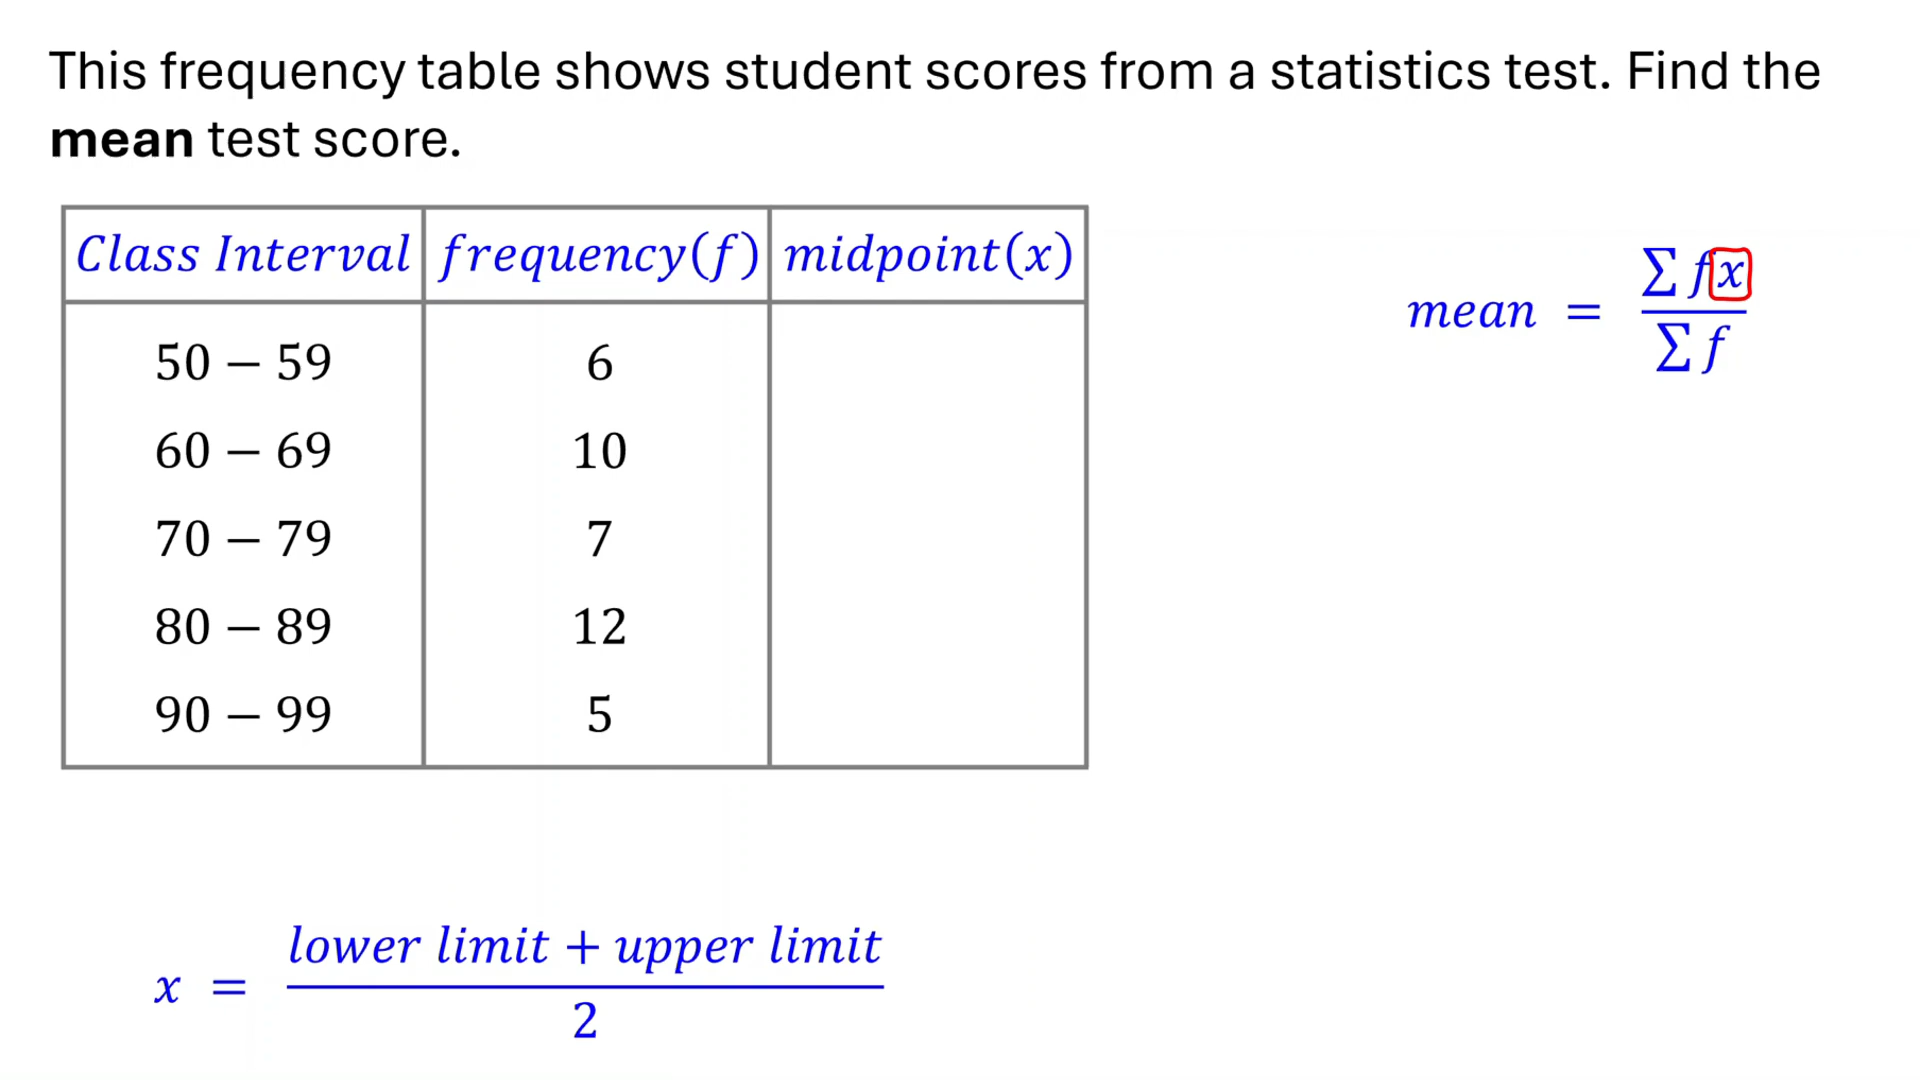 This frequency table shows student scores from a statistics test. Find the
mean test score.
Class Interval frequency(f) midpoint(x)
50 – 59 6
60 – 69 10
70 – 79 7
80 – 89 12
90 – 99 5
mean = ∑ fx / ∑ f
x = lower limit + upper limit / 2